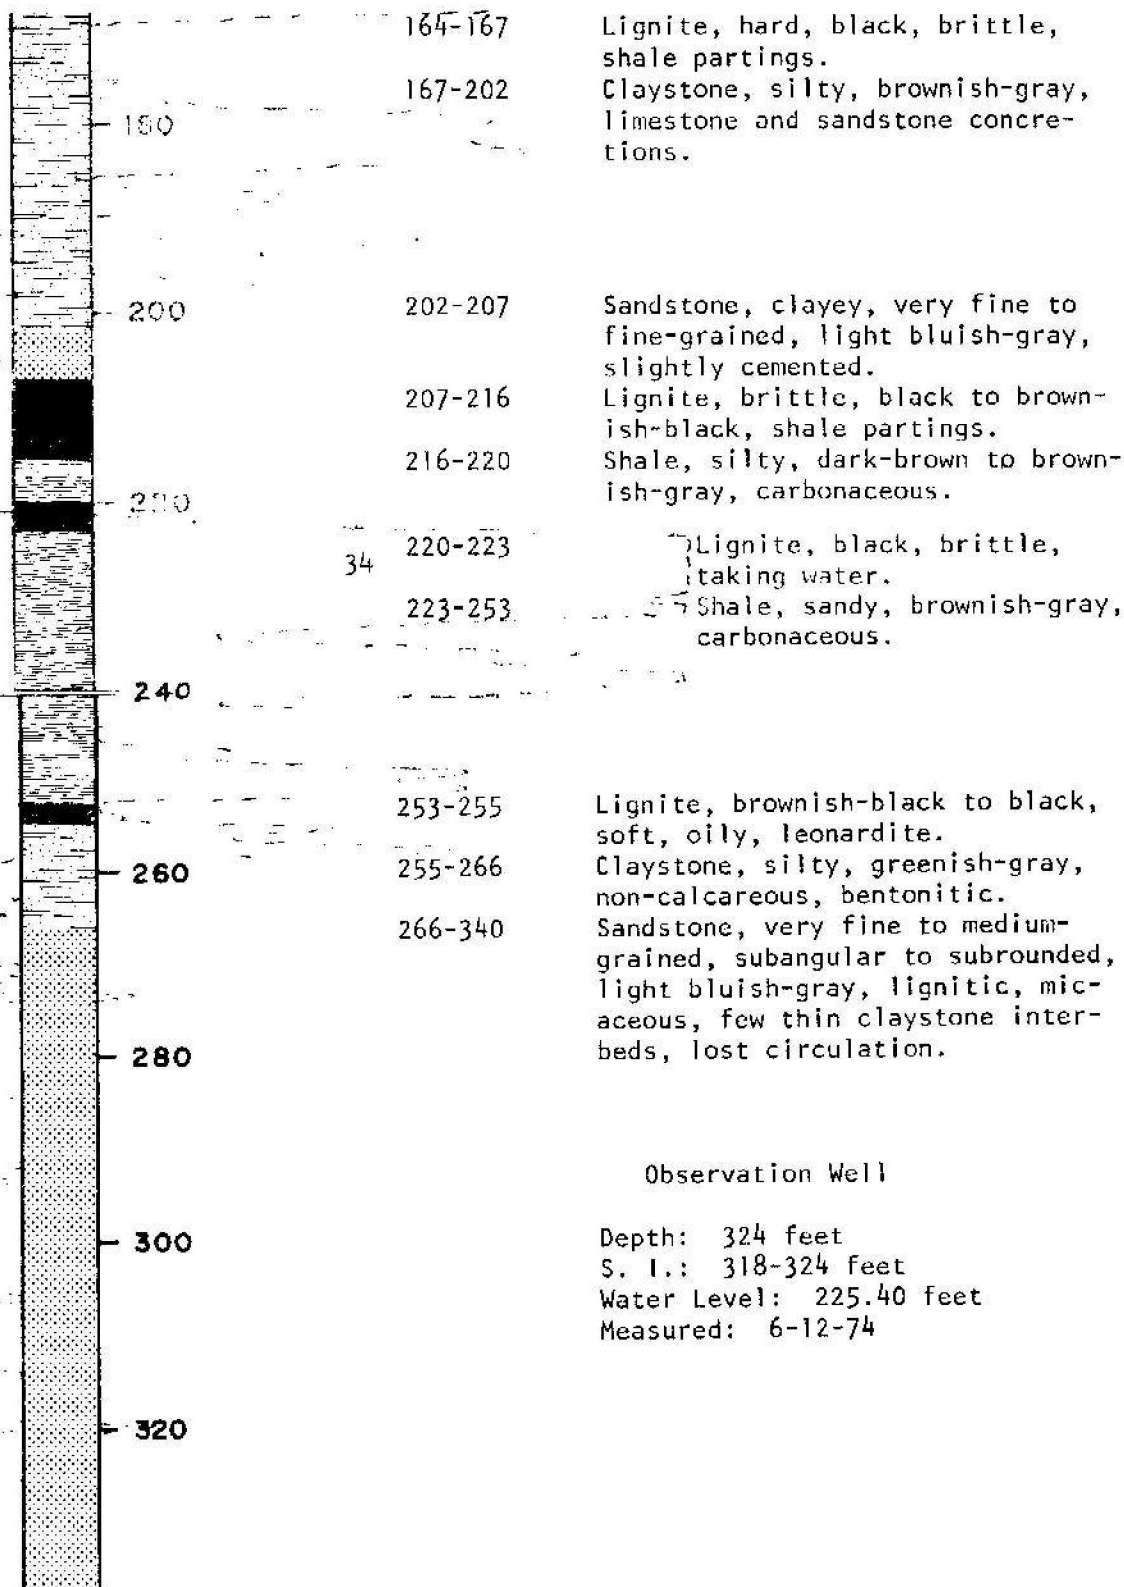 164-167 Lignite, hard, black, brittle,
shale partings.
167-202 Claystone, silty, brownish-gray,
180 limestone and sandstone concre-
tions.
200 202-207 Sandstone, clayey, very fine to
fine-grained, light bluish-gray,
slightly cemented.
207-216 Lignite, brittle, black to brown-
ish-black, shale partings.
216-220 Shale, silty, dark-brown to brown-
220 ish-gray, carbonaceous.
220-223 Lignite, black, brittle,
34 taking water.
223-253 Shale, sandy, brownish-gray,
carbonaceous.
240
253-255 Lignite, brownish-black to black,
soft, oily, leonardite.
260 255-266 Claystone, silty, greenish-gray,
non-calcareous, bentonitic.
266-340 Sandstone, very fine to medium-
grained, subangular to subrounded,
light bluish-gray, lignitic, mic-
aceous, few thin claystone inter-
280 beds, lost circulation.
Observation Well
300 Depth: 324 feet
S. I.: 318-324 feet
Water Level: 225.40 feet
Measured: 6-12-74
320